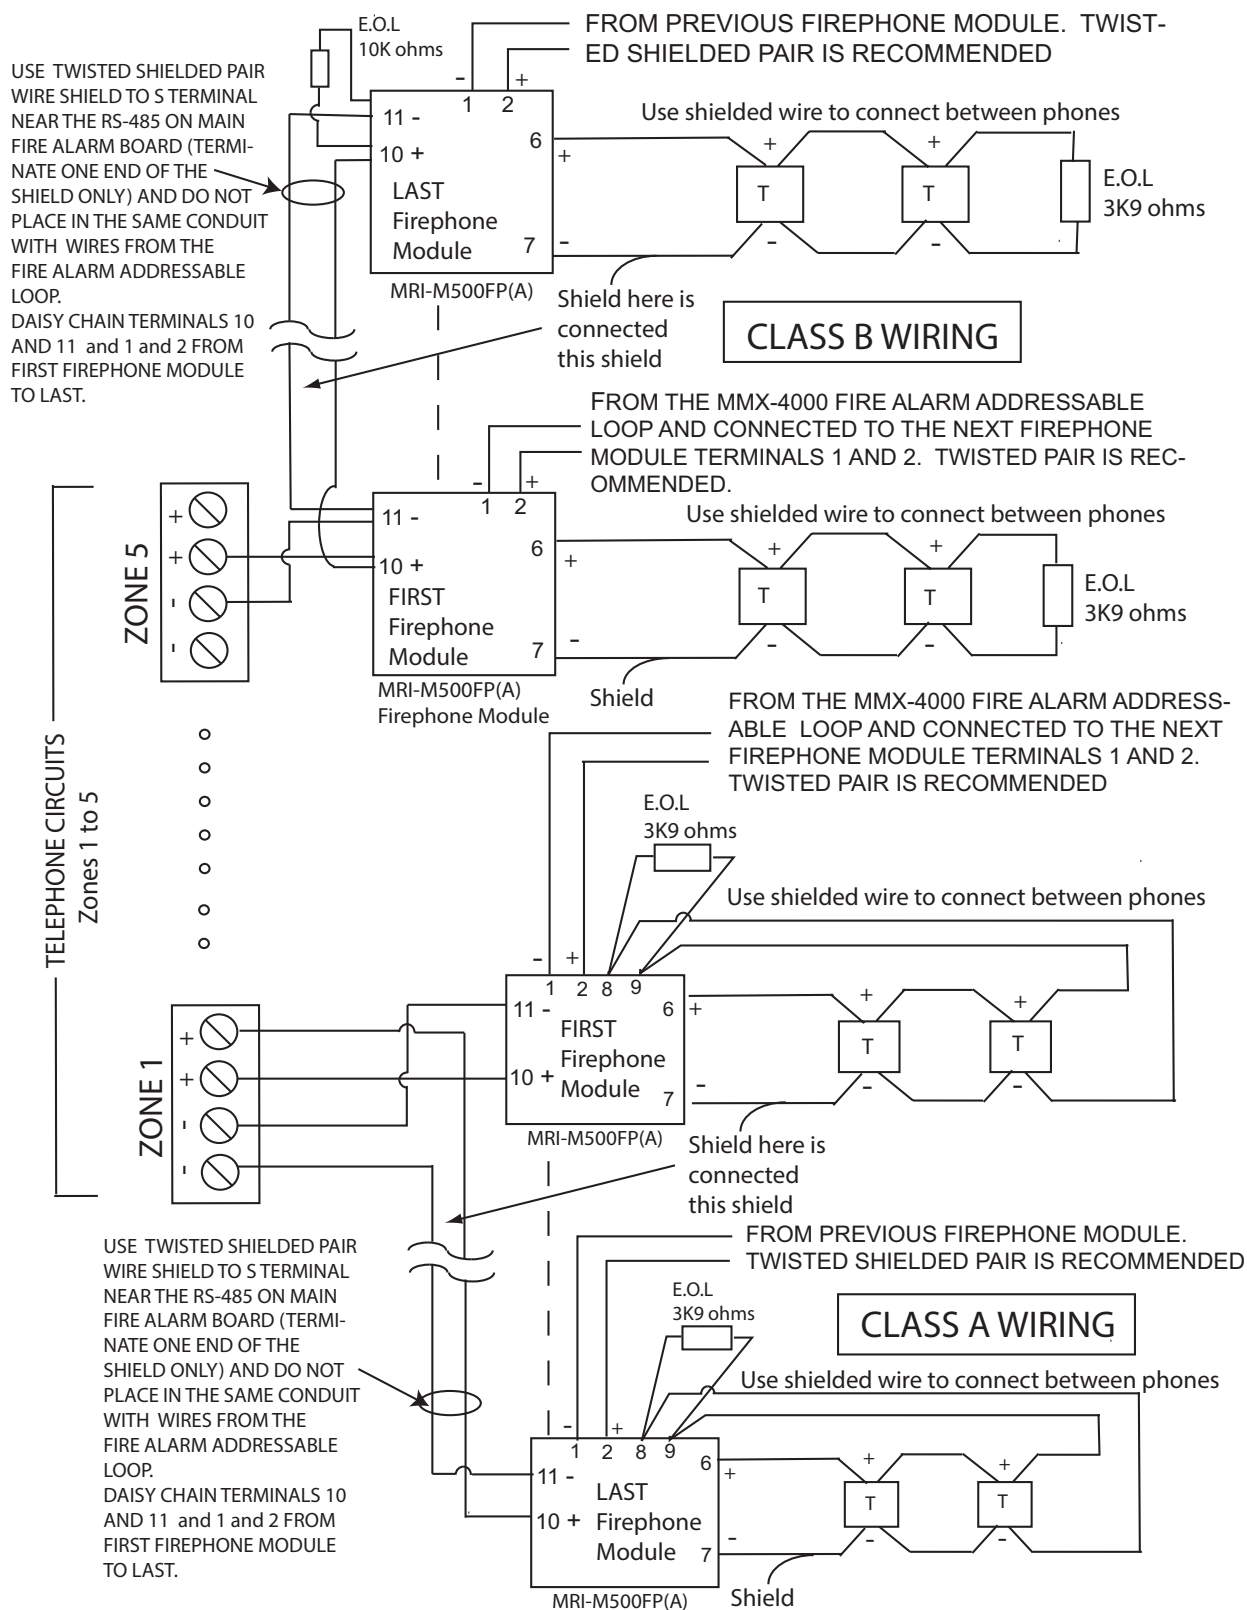 E.O.L
10K ohms
FROM PREVIOUS FIREPHONE MODULE. TWIST-
ED SHIELDED PAIR IS RECOMMENDED
USE TWISTED SHIELDED PAIR
WIRE SHIELD TO S TERMINAL
NEAR THE RS-485 ON MAIN
FIRE ALARM BOARD (TERMI-
NATE ONE END OF THE
SHIELD ONLY) AND DO NOT
PLACE IN THE SAME CONDUIT
WITH WIRES FROM THE
FIRE ALARM ADDRESSABLE
LOOP.
DAISY CHAIN TERMINALS 10
AND 11 and 1 and 2 FROM
FIRST FIREPHONE MODULE
TO LAST.
- 1 2 +
11 -
10 +
6 +
7 -
LAST
Firephone
Module
MRI-M500FP(A)
Use shielded wire to connect between phones
+ +
T T
- -
E.O.L
3K9 ohms
Shield here is
connected
this shield
CLASS B WIRING
FROM THE MMX-4000 FIRE ALARM ADDRESSABLE
LOOP AND CONNECTED TO THE NEXT FIREPHONE
MODULE TERMINALS 1 AND 2. TWISTED PAIR IS REC-
OMMENDED.
TELEPHONE CIRCUITS
Zones 1 to 5
ZONE 5
+
+
-
-
- 1 2 +
11 -
10 +
6 +
7 -
FIRST
Firephone
Module
MRI-M500FP(A)
Firephone Module
Use shielded wire to connect between phones
+ +
T T
- -
E.O.L
3K9 ohms
Shield
FROM THE MMX-4000 FIRE ALARM ADDRESS-
ABLE LOOP AND CONNECTED TO THE NEXT
FIREPHONE MODULE TERMINALS 1 AND 2.
TWISTED PAIR IS RECOMMENDED
E.O.L
3K9 ohms
Use shielded wire to connect between phones
ZONE 1
+
+
-
-
- 1 + 2 8 9
11 -
10 +
6 +
7 -
FIRST
Firephone
Module
MRI-M500FP(A)
+ +
T T
- -
Shield here is
connected
this shield
FROM PREVIOUS FIREPHONE MODULE.
TWISTED SHIELDED PAIR IS RECOMMENDED
USE TWISTED SHIELDED PAIR
WIRE SHIELD TO S TERMINAL
NEAR THE RS-485 ON MAIN
FIRE ALARM BOARD (TERMI-
NATE ONE END OF THE
SHIELD ONLY) AND DO NOT
PLACE IN THE SAME CONDUIT
WITH WIRES FROM THE
FIRE ALARM ADDRESSABLE
LOOP.
DAISY CHAIN TERMINALS 10
AND 11 and 1 and 2 FROM
FIRST FIREPHONE MODULE
TO LAST.
E.O.L
3K9 ohms
CLASS A WIRING
Use shielded wire to connect between phones
- 1 2 + 8 9
11 -
10 +
6 +
7 -
LAST
Firephone
Module
MRI-M500FP(A)
+ +
T T
- -
Shield